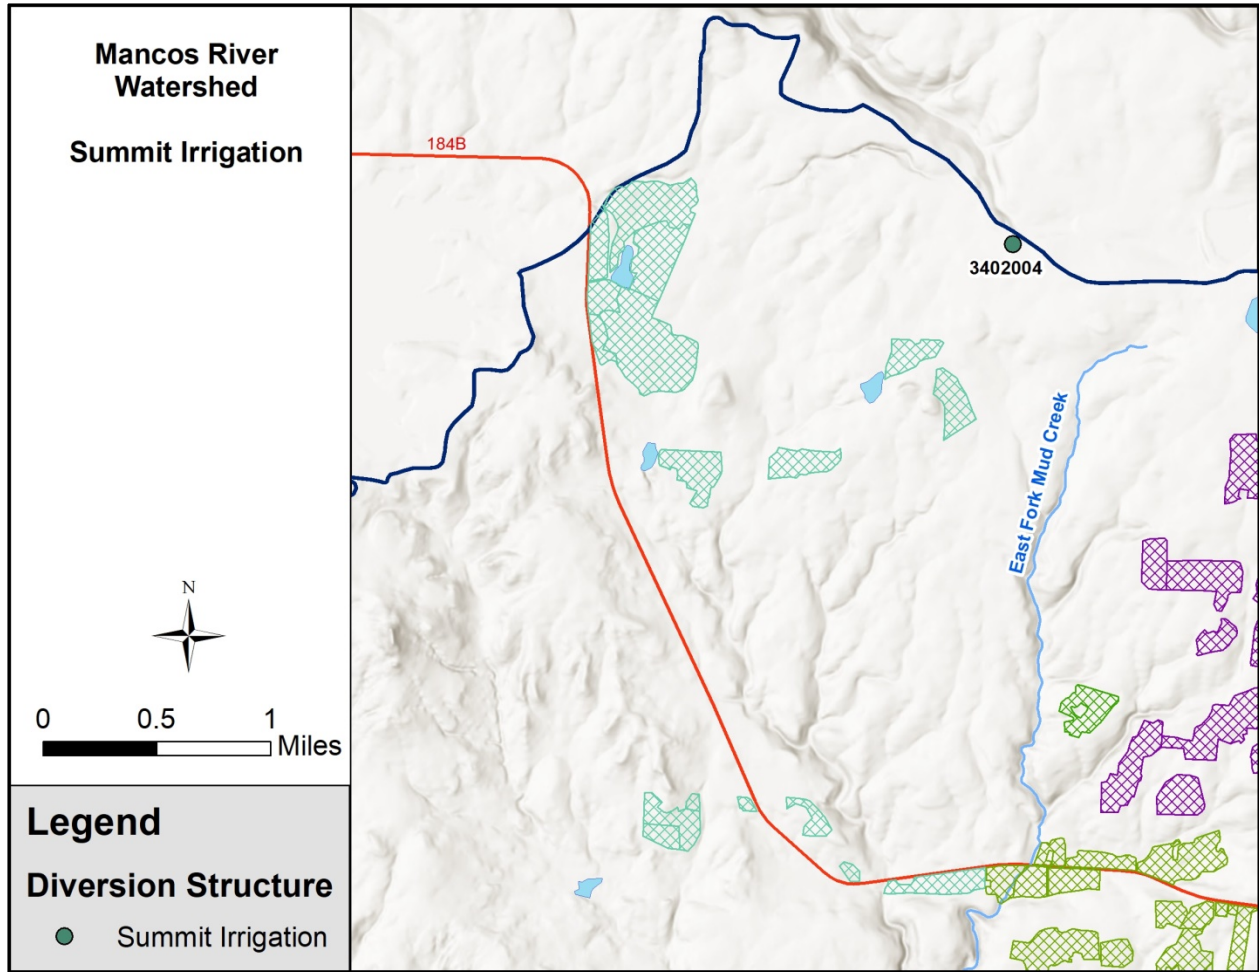 Mancos River
Watershed
Summit Irrigation
184B
3402004
East Fork Mud Creek
N
0 0.5 1
Miles
Legend
Diversion Structure
Summit Irrigation